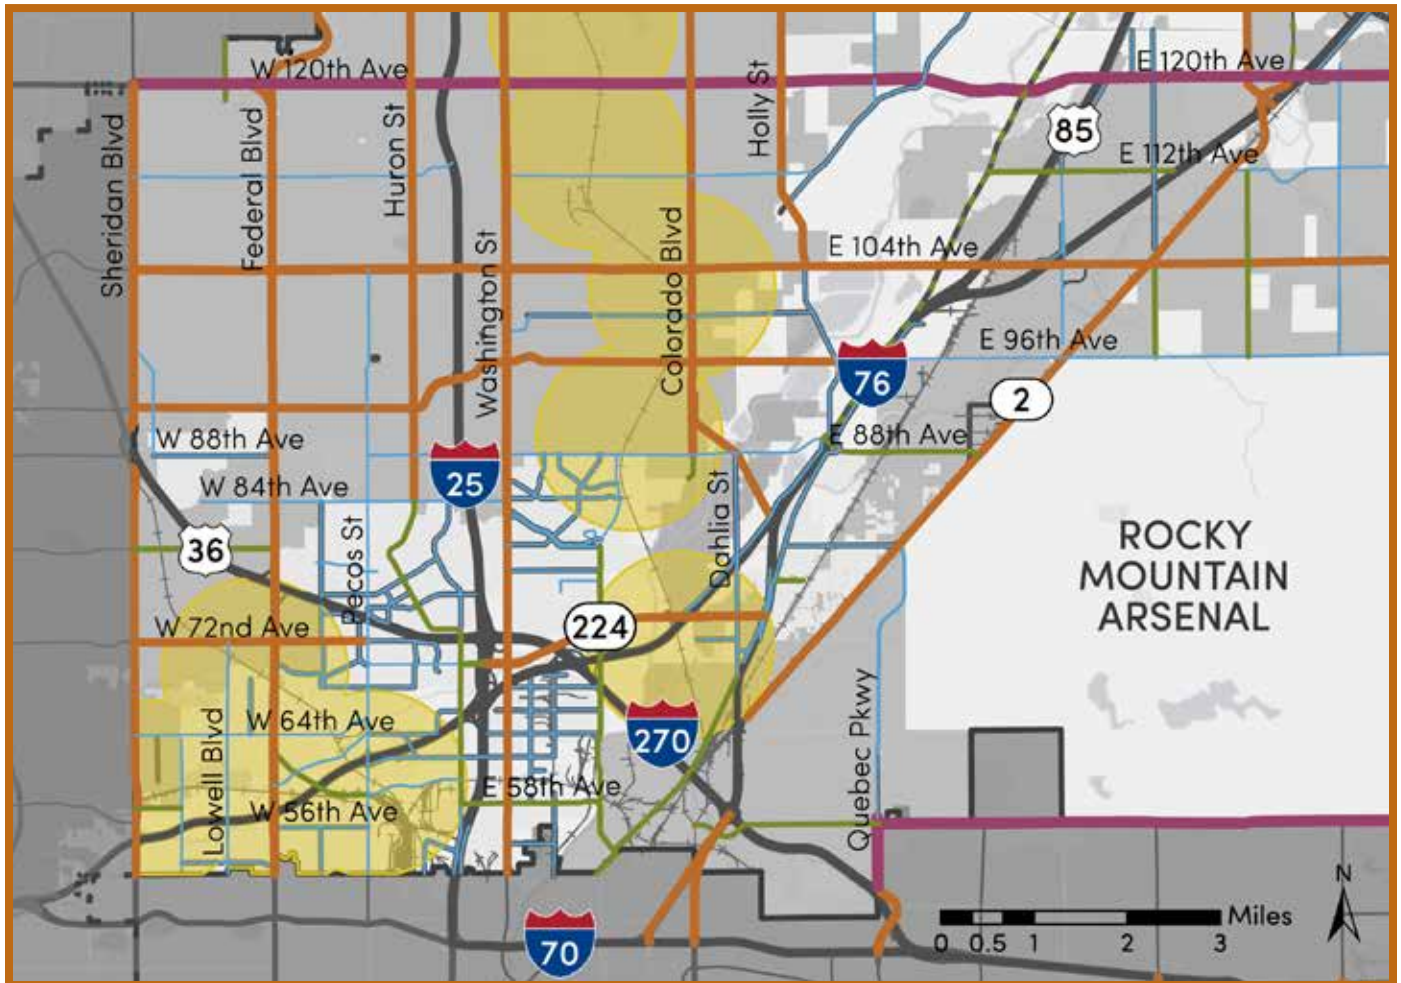 W 120th Ave
E 120th Ave
Holly St
85
E 112th Ave
Sheridan Blvd
Federal Blvd
Huron St
Washington St
Colorado Blvd
E 104th Ave
E 96th Ave
76
2
W 88th Ave
E 88th Ave
25
W 84th Ave
Dahlia St
36
Pecos St
ROCKY
MOUNTAIN
ARSENAL
W 72nd Ave
224
W 64th Ave
Lowell Blvd
270
Quebec Pkwy
E 58th Ave
W 56th Ave
N
Miles
0 0.5 1 2 3
70